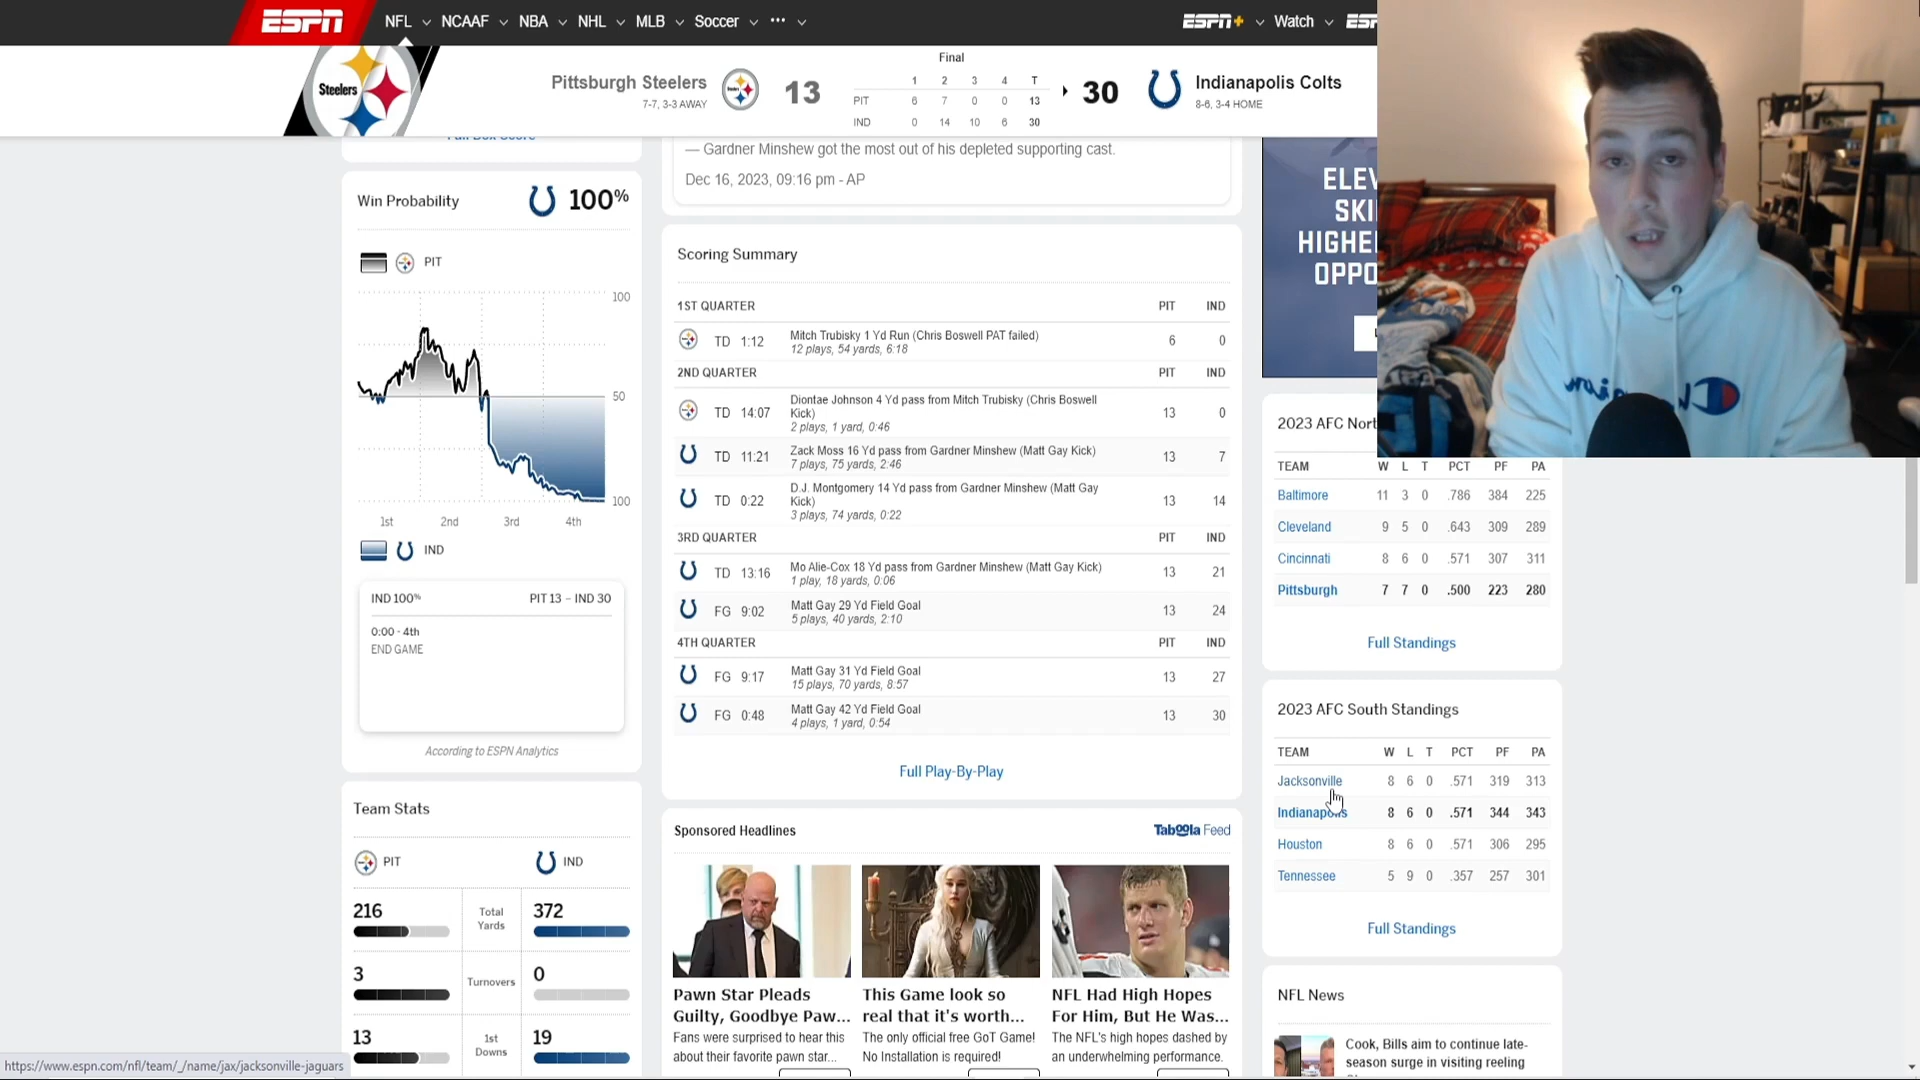 ESPN NFL NCAAF NBA NHL MLB Soccer ••• ESPN+ Watch
Steelers
Pittsburgh Steelers
7-7, 3-3 AWAY
13
Final
1 2 3 4 T
PIT 6 7 0 0 13
IND 0 14 10 6 30
30
Indianapolis Colts
8-6, 3-4 HOME
Full Box Score
Win Probability 100%
PIT
100
50
100
1st 2nd 3rd 4th
IND
IND 100% PIT 13 - IND 30
0:00 - 4th
END GAME
According to ESPN Analytics
Team Stats
PIT IND
216 Total Yards 372
3 Turnovers 0
13 1st Downs 19
— Gardner Minshew got the most out of his depleted supporting cast.
Dec 16, 2023, 09:16 pm - AP
Scoring Summary
1ST QUARTER PIT IND
TD 1:12 Mitch Trubisky 1 Yd Run (Chris Boswell PAT failed) 6 0
12 plays, 54 yards, 6:18
2ND QUARTER PIT IND
TD 14:07 Diontae Johnson 4 Yd pass from Mitch Trubisky (Chris Boswell
Kick) 13 0
2 plays, 1 yard, 0:46
TD 11:21 Zack Moss 16 Yd pass from Gardner Minshew (Matt Gay Kick) 13 7
7 plays, 75 yards, 2:46
TD 0:22 D.J. Montgomery 14 Yd pass from Gardner Minshew (Matt Gay
Kick) 13 14
3 plays, 74 yards, 0:22
3RD QUARTER PIT IND
TD 13:16 Mo Alie-Cox 18 Yd pass from Gardner Minshew (Matt Gay Kick) 13 21
1 play, 18 yards, 0:06
FG 9:02 Matt Gay 29 Yd Field Goal 13 24
5 plays, 40 yards, 2:10
4TH QUARTER PIT IND
FG 9:17 Matt Gay 31 Yd Field Goal 13 27
15 plays, 70 yards, 8:57
FG 0:48 Matt Gay 42 Yd Field Goal 13 30
4 plays, 1 yard, 0:54
Full Play-By-Play
Sponsored Headlines Taboola Feed
Pawn Star Pleads
Guilty, Goodbye Paw...
Fans were surprised to hear this
about their favorite pawn star...
This Game look so
real that it's worth...
The only official free GoT Game!
No Installation is required!
NFL Had High Hopes
For Him, But He Was...
The NFL's high hopes dashed by
an underwhelming performance.
2023 AFC
TEAM W L T PCT PF PA
Baltimore 11 3 0 .786 384 225
Cleveland 9 5 0 .643 309 289
Cincinnati 8 6 0 .571 307 311
Pittsburgh 7 7 0 .500 223 280
Full Standings
2023 AFC South Standings
TEAM W L T PCT PF PA
Jacksonville 8 6 0 .571 319 313
Indianapolis 8 6 0 .571 344 343
Houston 8 6 0 .571 306 295
Tennessee 5 9 0 .357 257 301
Full Standings
NFL News
Cook, Bills aim to continue late-
season surge in visiting reeling
Champion
https://www.espn.com/nfl/team/_/name/jax/jacksonville-jaguars